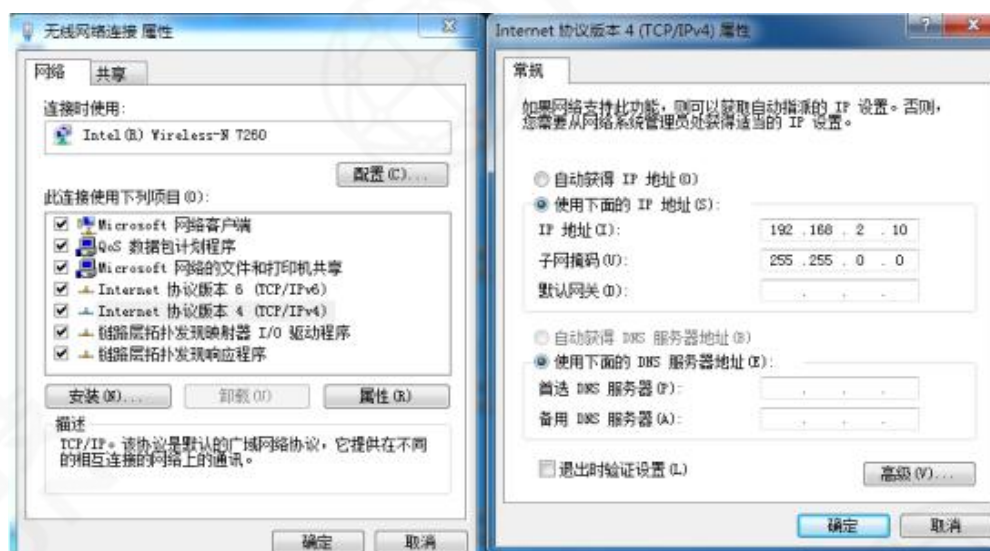 无线网络连接 属性
网络
共享
连接时使用:
Intel(R) Wireless-N 7260
配置(C)...
此连接使用下列项目(O):
Microsoft 网络客户端
QoS 数据包计划程序
Microsoft 网络的文件和打印机共享
Internet 协议版本 6 (TCP/IPv6)
Internet 协议版本 4 (TCP/IPv4)
链路层拓扑发现映射器 I/O 驱动程序
链路层拓扑发现响应程序
安装(N)...
卸载(U)
属性(R)
描述
TCP/IP。该协议是默认的广域网络协议，它提供在不同
的相互连接的网络上的通讯。
确定
取消
Internet 协议版本 4 (TCP/IPv4) 属性
常规
如果网络支持此功能，则可以获取自动指派的 IP 设置。否则，
您需要从网络系统管理员处获得适当的 IP 设置。
自动获得 IP 地址(O)
使用下面的 IP 地址(S):
IP 地址(I):
192 .168 . 2 . 10
子网掩码(U):
255 .255 . 0 . 0
默认网关(D):
自动获得 DNS 服务器地址(B)
使用下面的 DNS 服务器地址(E):
首选 DNS 服务器(P):
备用 DNS 服务器(A):
退出时验证设置(L)
高级(V)...
确定
取消